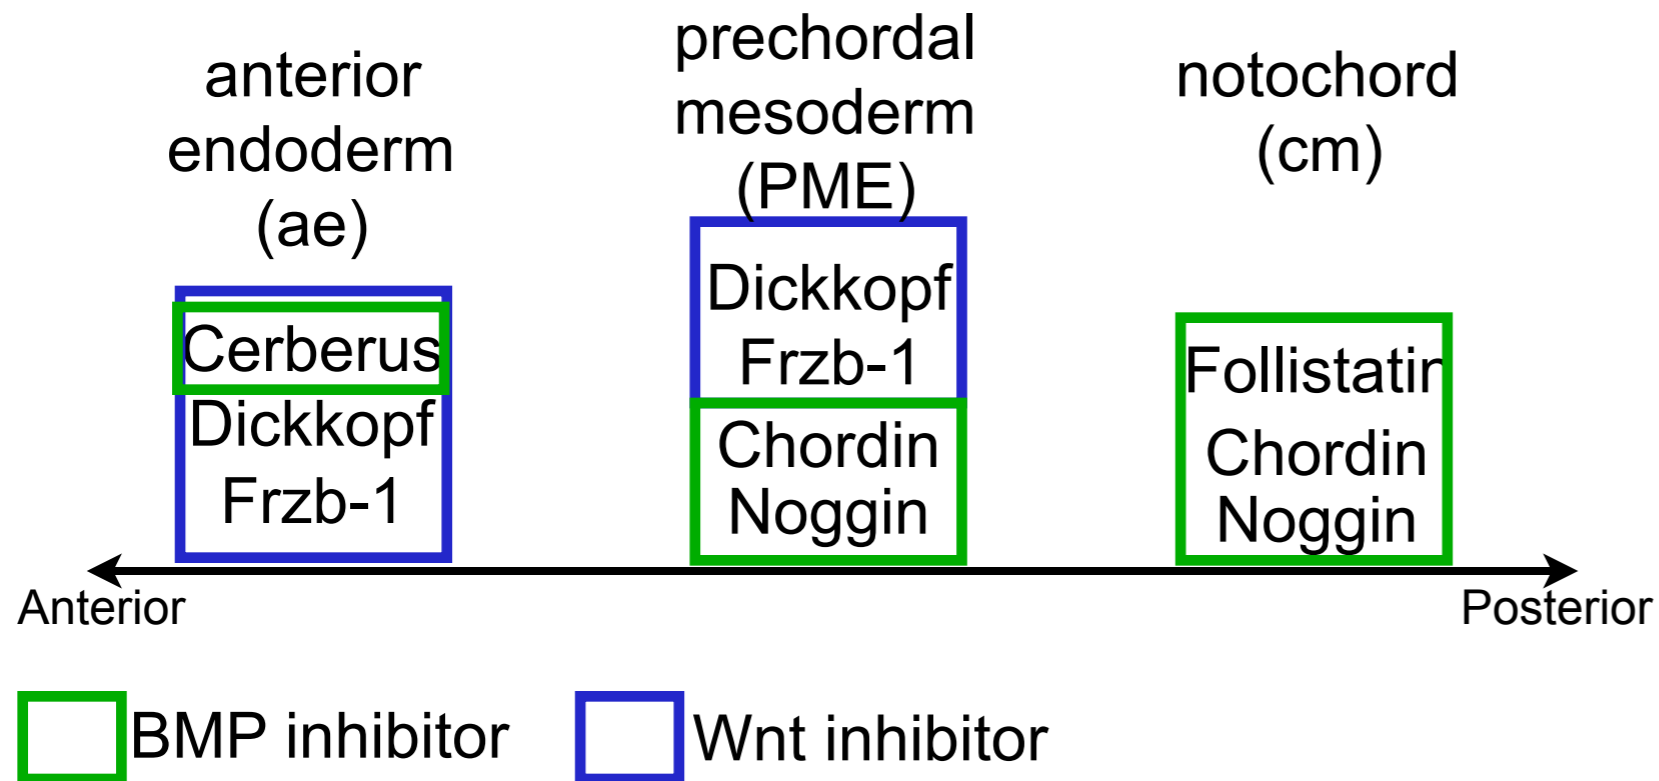 anterior
endoderm
(ae)
prechordal
mesoderm
(PME)
notochord
(cm)
Cerberus
Dickkopf
Frzb-1
Dickkopf
Frzb-1
Chordin
Noggin
Follistatin
Chordin
Noggin
Anterior
Posterior
BMP inhibitor
Wnt inhibitor